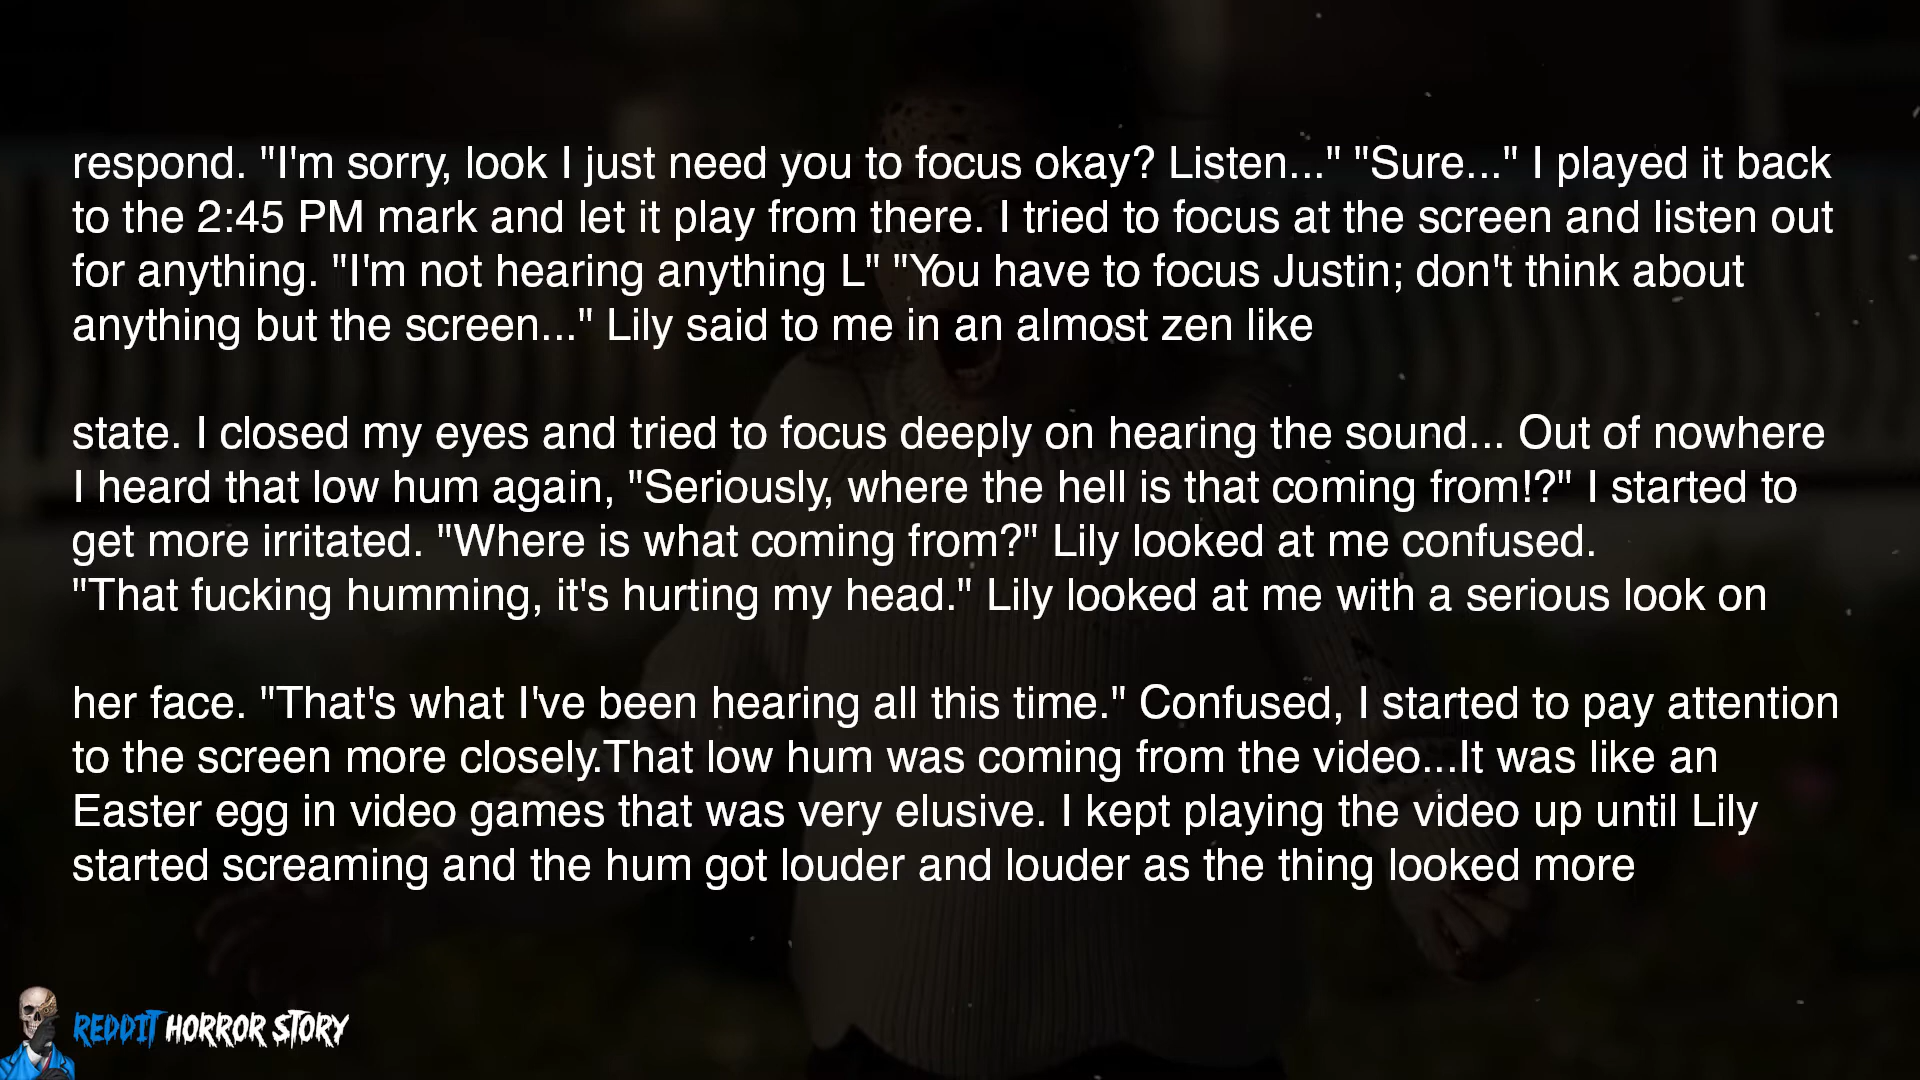 respond. "I'm sorry, look I just need you to focus okay? Listen..." "Sure..." I played it back
to the 2:45 PM mark and let it play from there. I tried to focus at the screen and listen out
for anything. "I'm not hearing anything L" "You have to focus Justin; don't think about
anything but the screen..." Lily said to me in an almost zen like
state. I closed my eyes and tried to focus deeply on hearing the sound... Out of nowhere
I heard that low hum again, "Seriously, where the hell is that coming from!?" I started to
get more irritated. "Where is what coming from?" Lily looked at me confused.
"That fucking humming, it's hurting my head." Lily looked at me with a serious look on
her face. "That's what I've been hearing all this time." Confused, I started to pay attention
to the screen more closely.That low hum was coming from the video...It was like an
Easter egg in video games that was very elusive. I kept playing the video up until Lily
started screaming and the hum got louder and louder as the thing looked more
REDDIT HORROR STORY